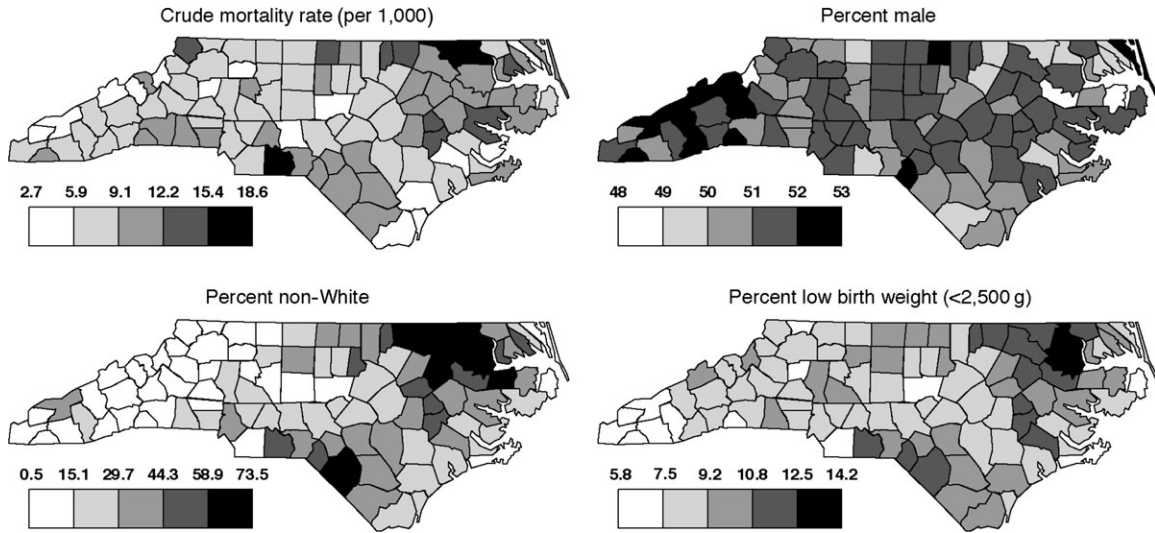 Crude mortality rate (per 1,000)
2.7 5.9 9.1 12.2 15.4 18.6
Percent male
48 49 50 51 52 53
Percent non-White
0.5 15.1 29.7 44.3 58.9 73.5
Percent low birth weight (<2,500 g)
5.8 7.5 9.2 10.8 12.5 14.2